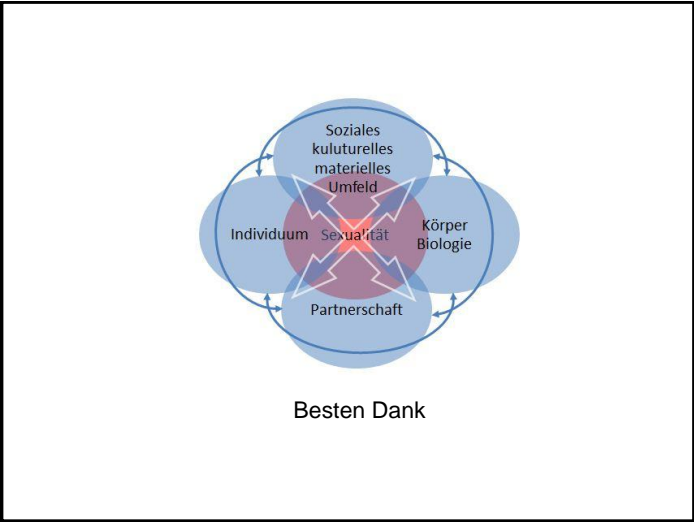 Soziales
kuluturelles
materielles
Umfeld
Individuum
Sexualität
Körper
Biologie
Partnerschaft
Besten Dank